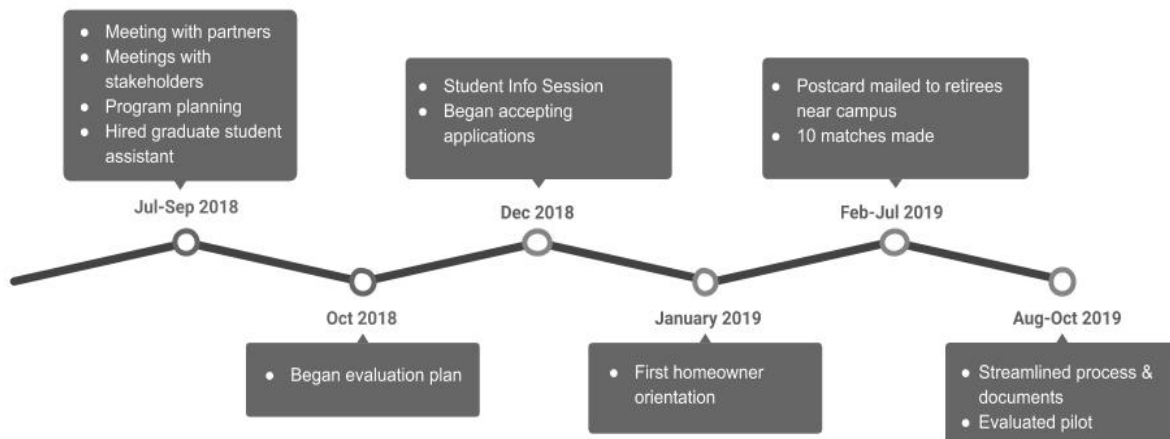 Meeting with partners
Meetings with
stakeholders
Program planning
Hired graduate student
assistant
Jul-Sep 2018
Oct 2018
Began evaluation plan
Student Info Session
Began accepting
applications
Dec 2018
January 2019
First homeowner
orientation
Postcard mailed to retirees
near campus
10 matches made
Feb-Jul 2019
Aug-Oct 2019
Streamlined process &
documents
Evaluated pilot